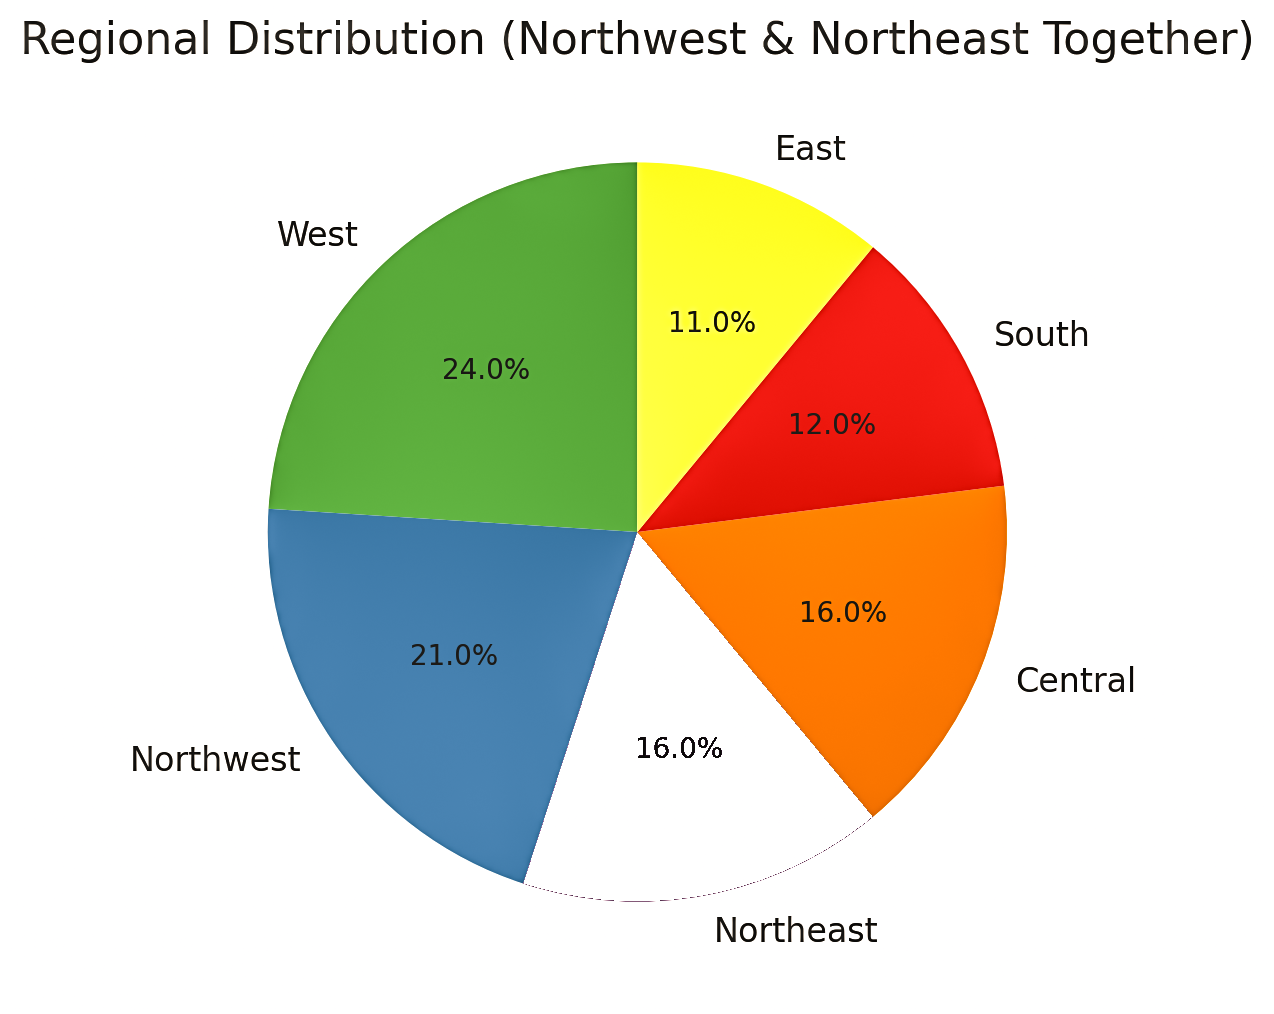 Regional Distribution (Northwest & Northeast Together)
East
West
South
11.0%
24.0%
12.0%
16.0%
21.0%
Central
16.0%
Northwest
Northeast